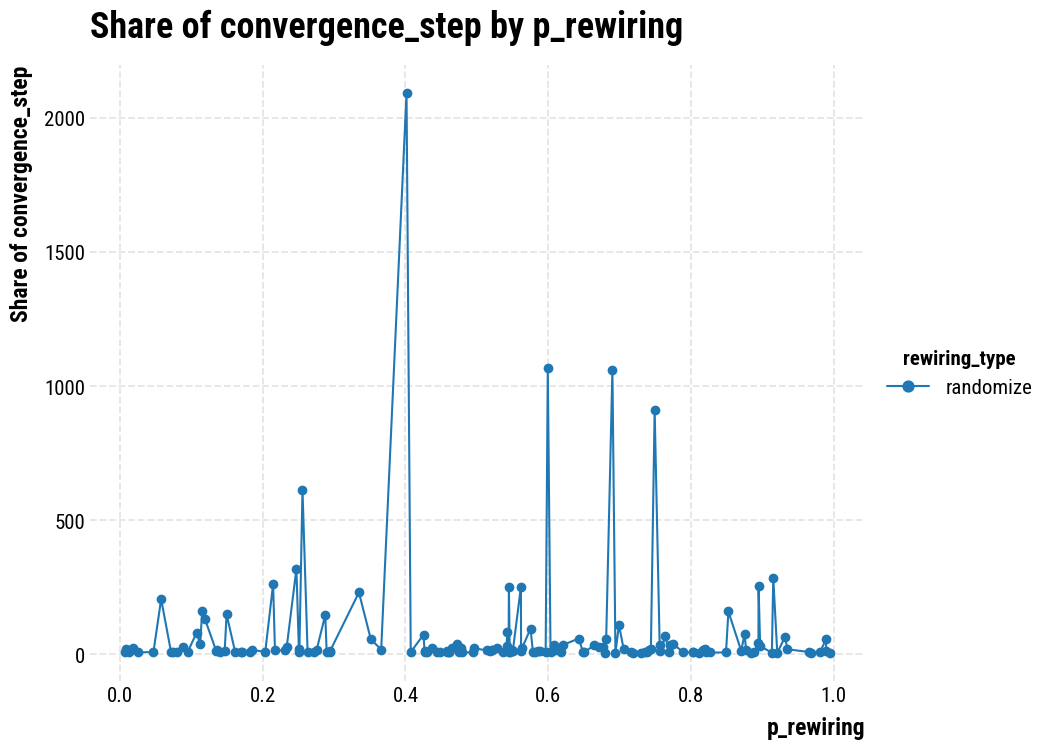 Share of convergence_step by p_rewiring
Share of convergence_step
2000
1500
1000
500
0
0.0
0.2
0.4
0.6
0.8
1.0
p_rewiring
rewiring_type
randomize